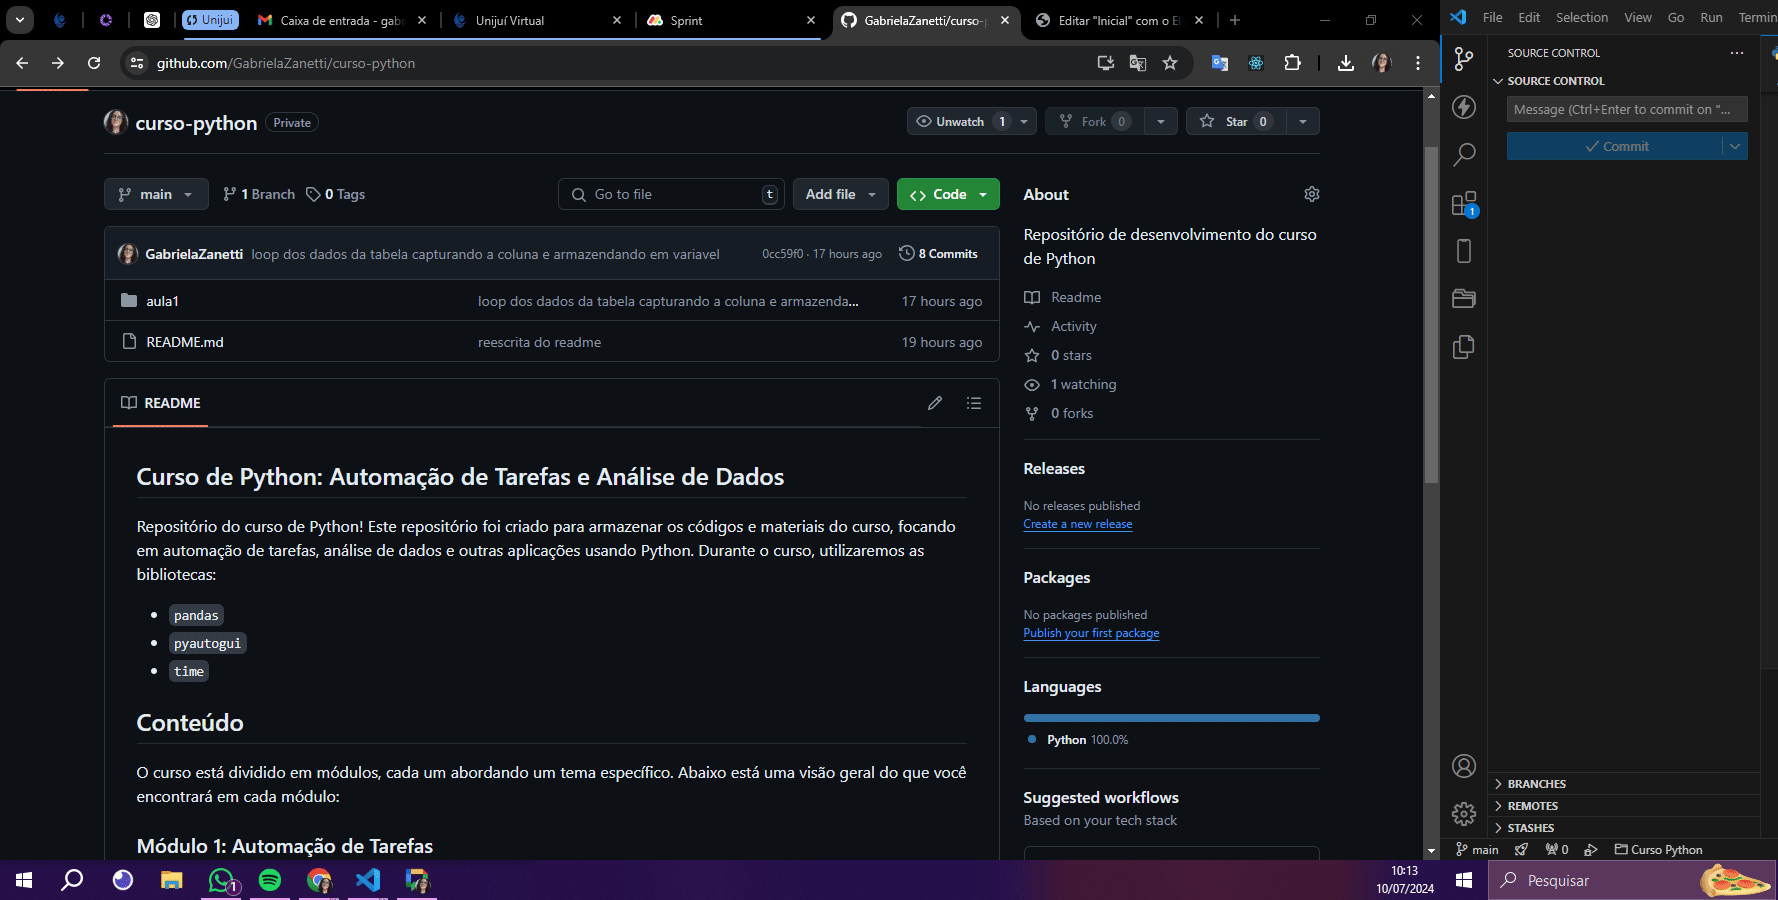 Unijui
Caixa de entrada - gab
Unijuí Virtual
Sprint
GabrielaZanetti/curso-p
Editar "Inicial" com o El
github.com/GabrielaZanetti/curso-python
curso-python
Private
Unwatch 1
Fork 0
Star 0
main
1 Branch
0 Tags
Go to file
t
Add file
Code
GabrielaZanetti loop dos dados da tabela capturando a coluna e armazendando em variavel
0cc59f0 · 17 hours ago
8 Commits
aula1
loop dos dados da tabela capturando a coluna e armazenda...
17 hours ago
README.md
reescrita do readme
19 hours ago
README
Curso de Python: Automação de Tarefas e Análise de Dados
Repositório do curso de Python! Este repositório foi criado para armazenar os códigos e materiais do curso, focando
em automação de tarefas, análise de dados e outras aplicações usando Python. Durante o curso, utilizaremos as
bibliotecas:
pandas
pyautogui
time
Conteúdo
O curso está dividido em módulos, cada um abordando um tema específico. Abaixo está uma visão geral do que você
encontrará em cada módulo:
Módulo 1: Automação de Tarefas
About
Repositório de desenvolvimento do curso
de Python
Readme
Activity
0 stars
1 watching
0 forks
Releases
No releases published
Create a new release
Packages
No packages published
Publish your first package
Languages
Python 100.0%
Suggested workflows
Based on your tech stack
File Edit Selection View Go Run Termin
SOURCE CONTROL
SOURCE CONTROL
Message (Ctrl+Enter to commit on "...
Commit
1
BRANCHES
REMOTES
STASHES
main
0
Curso Python
1
10:13
10/07/2024
Pesquisar